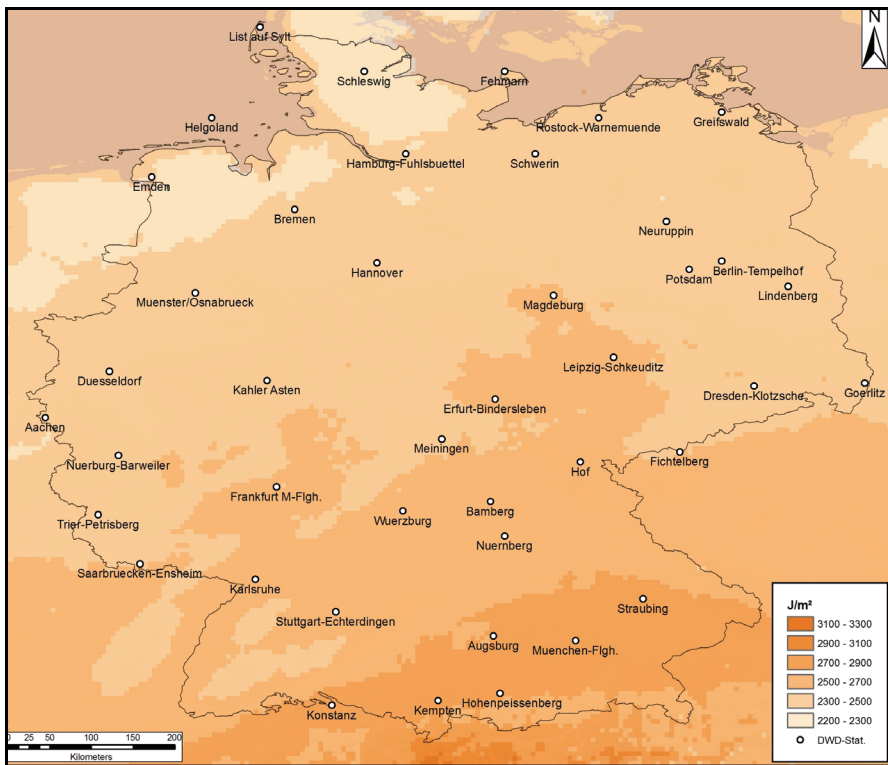 N
List auf Sylt
Schleswig
Fehmarn
Helgoland
Rostock-Warnemuende
Greifswald
Hamburg-Fuhlsbuettel
Schwerin
Emden
Bremen
Neuruppin
Hannover
Potsdam
Berlin-Tempelhof
Muenster/Osnabrueck
Magdeburg
Lindenberg
Duesseldorf
Kahler Asten
Leipzig-Schkeuditz
Dresden-Klotzsche
Goerlitz
Aachen
Erfurt-Bindersleben
Meiningen
Nuerburg-Barweiler
Hof
Fichtelberg
Frankfurt M-Flgh.
Wuerzburg
Bamberg
Trier-Petrisberg
Nuernberg
Saarbruecken-Ensheim
Karlsruhe
Stuttgart-Echterdingen
Straubing
Augsburg
Muenchen-Flgh.
Konstanz
Kempten
Hohenpeissenberg
J/m²
3100 - 3300
2900 - 3100
2700 - 2900
2500 - 2700
2300 - 2500
2200 - 2300
DWD-Stat.
0 25 50 100 150 200
Kilometers